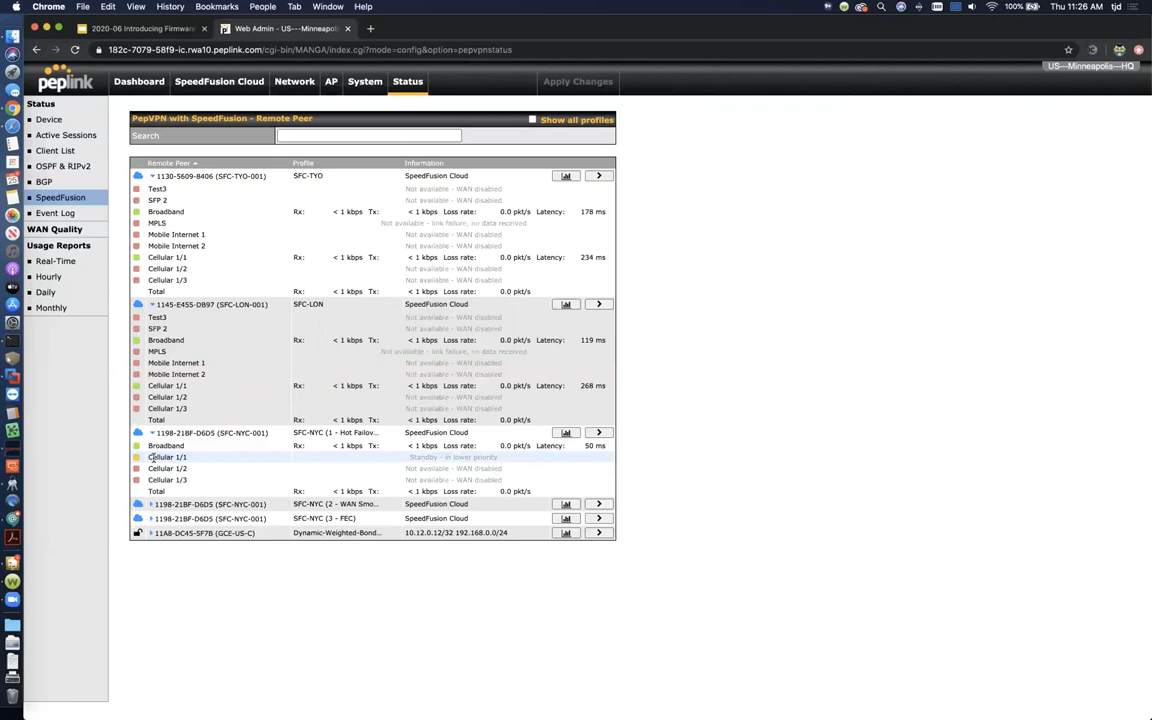 Chrome File Edit View History Bookmarks People Tab Window Help 100% Thu 11:26 AM tjd
2020-06 Introducing Firmware × Web Admin - US---Minneapol × +
182c-7079-58f9-ic.rwa10.peplink.com/cgi-bin/MANGA/index.cgi?mode=config&option=pepvpnstatus
US---Minneapolis---HQ
peplink Dashboard SpeedFusion Cloud Network AP System Status Apply Changes
Status
Device
Active Sessions
Client List
OSPF & RIPv2
BGP
SpeedFusion
Event Log
WAN Quality
Usage Reports
Real-Time
Hourly
Daily
Monthly
PepVPN with SpeedFusion - Remote Peer Show all profiles
Search
Remote Peer Profile Information
1130-5609-8406 (SFC-TYO-001) SFC-TYO SpeedFusion Cloud
Test3 Not available - WAN disabled
SFP 2 Not available - WAN disabled
Broadband Rx: < 1 kbps Tx: < 1 kbps Loss rate: 0.0 pkt/s Latency: 178 ms
MPLS Not available - link failure, no data received
Mobile Internet 1 Not available - WAN disabled
Mobile Internet 2 Not available - WAN disabled
Cellular 1/1 Rx: < 1 kbps Tx: < 1 kbps Loss rate: 0.0 pkt/s Latency: 234 ms
Cellular 1/2 Not available - WAN disabled
Cellular 1/3 Not available - WAN disabled
Total Rx: < 1 kbps Tx: < 1 kbps Loss rate: 0.0 pkt/s
1145-E455-DB97 (SFC-LON-001) SFC-LON SpeedFusion Cloud
Test3 Not available - WAN disabled
SFP 2 Not available - WAN disabled
Broadband Rx: < 1 kbps Tx: < 1 kbps Loss rate: 0.0 pkt/s Latency: 119 ms
MPLS Not available - link failure, no data received
Mobile Internet 1 Not available - WAN disabled
Mobile Internet 2 Not available - WAN disabled
Cellular 1/1 Rx: < 1 kbps Tx: < 1 kbps Loss rate: 0.0 pkt/s Latency: 268 ms
Cellular 1/2 Not available - WAN disabled
Cellular 1/3 Not available - WAN disabled
Total Rx: < 1 kbps Tx: < 1 kbps Loss rate: 0.0 pkt/s
1198-21BF-D6D5 (SFC-NYC-001) SFC-NYC (1 - Hot Failov... SpeedFusion Cloud
Broadband Rx: < 1 kbps Tx: < 1 kbps Loss rate: 0.0 pkt/s Latency: 50 ms
Cellular 1/1 Standby - in lower priority
Cellular 1/2 Not available - WAN disabled
Cellular 1/3 Not available - WAN disabled
Total Rx: < 1 kbps Tx: < 1 kbps Loss rate: 0.0 pkt/s
1198-21BF-D6D5 (SFC-NYC-001) SFC-NYC (2 - WAN Smo... SpeedFusion Cloud
1198-21BF-D6D5 (SFC-NYC-001) SFC-NYC (3 - FEC) SpeedFusion Cloud
11A8-DC45-5F7B (GCE-US-C) Dynamic-Weighted-Bond... 10.12.0.12/32 192.168.0.0/24